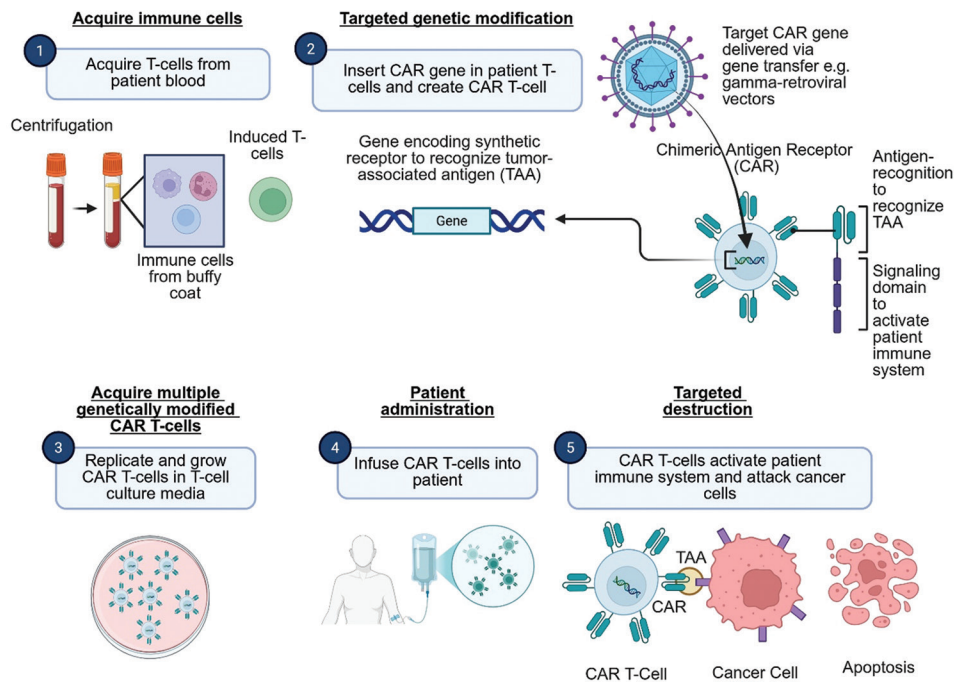 Acquire immune cells
1
Acquire T-cells from
patient blood
Centrifugation
Induced T-
cells
Immune cells
from buffy
coat
Targeted genetic modification
2
Insert CAR gene in patient T-
cells and create CAR T-cell
Target CAR gene
delivered via
gene transfer e.g.
gamma-retroviral
vectors
Gene encoding synthetic
receptor to recognize tumor-
associated antigen (TAA)
Gene
Chimeric Antigen Receptor
(CAR)
Antigen-
recognition
to
recognize
TAA
Signaling
domain
to
activate
patient
immune
system
Acquire multiple
genetically modified
CAR T-cells
3
Replicate and grow
CAR T-cells in T-cell
culture media
Patient
administration
4
Infuse CAR T-cells into
patient
Targeted
destruction
5
CAR T-cells activate patient
immune system and attack cancer
cells
TAA
CAR
CAR T-Cell
Cancer Cell
Apoptosis